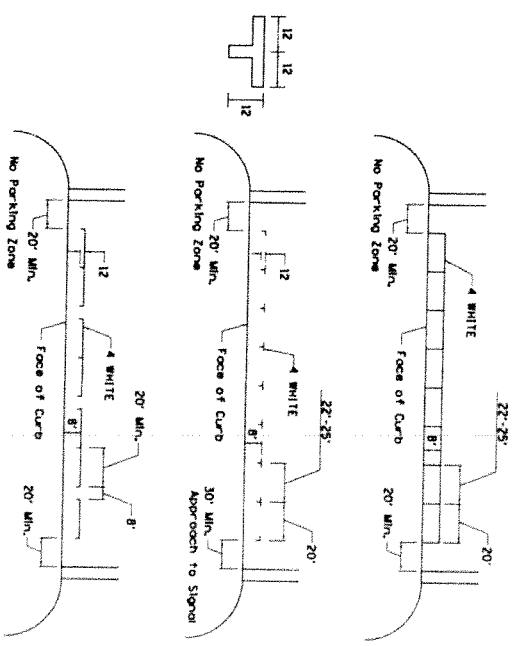 12
12
12
No Parking Zone
20' Min.
4 WHITE
Face of Curb
8'
22'-25'
20'
20' Min.
No Parking Zone
20' Min.
12
4 WHITE
Face of Curb
8'
22'-25'
20'
30' Min.
Approach to Signal
No Parking Zone
20' Min.
12
4 WHITE
Face of Curb
8'
20' Min.
8'
20' Min.